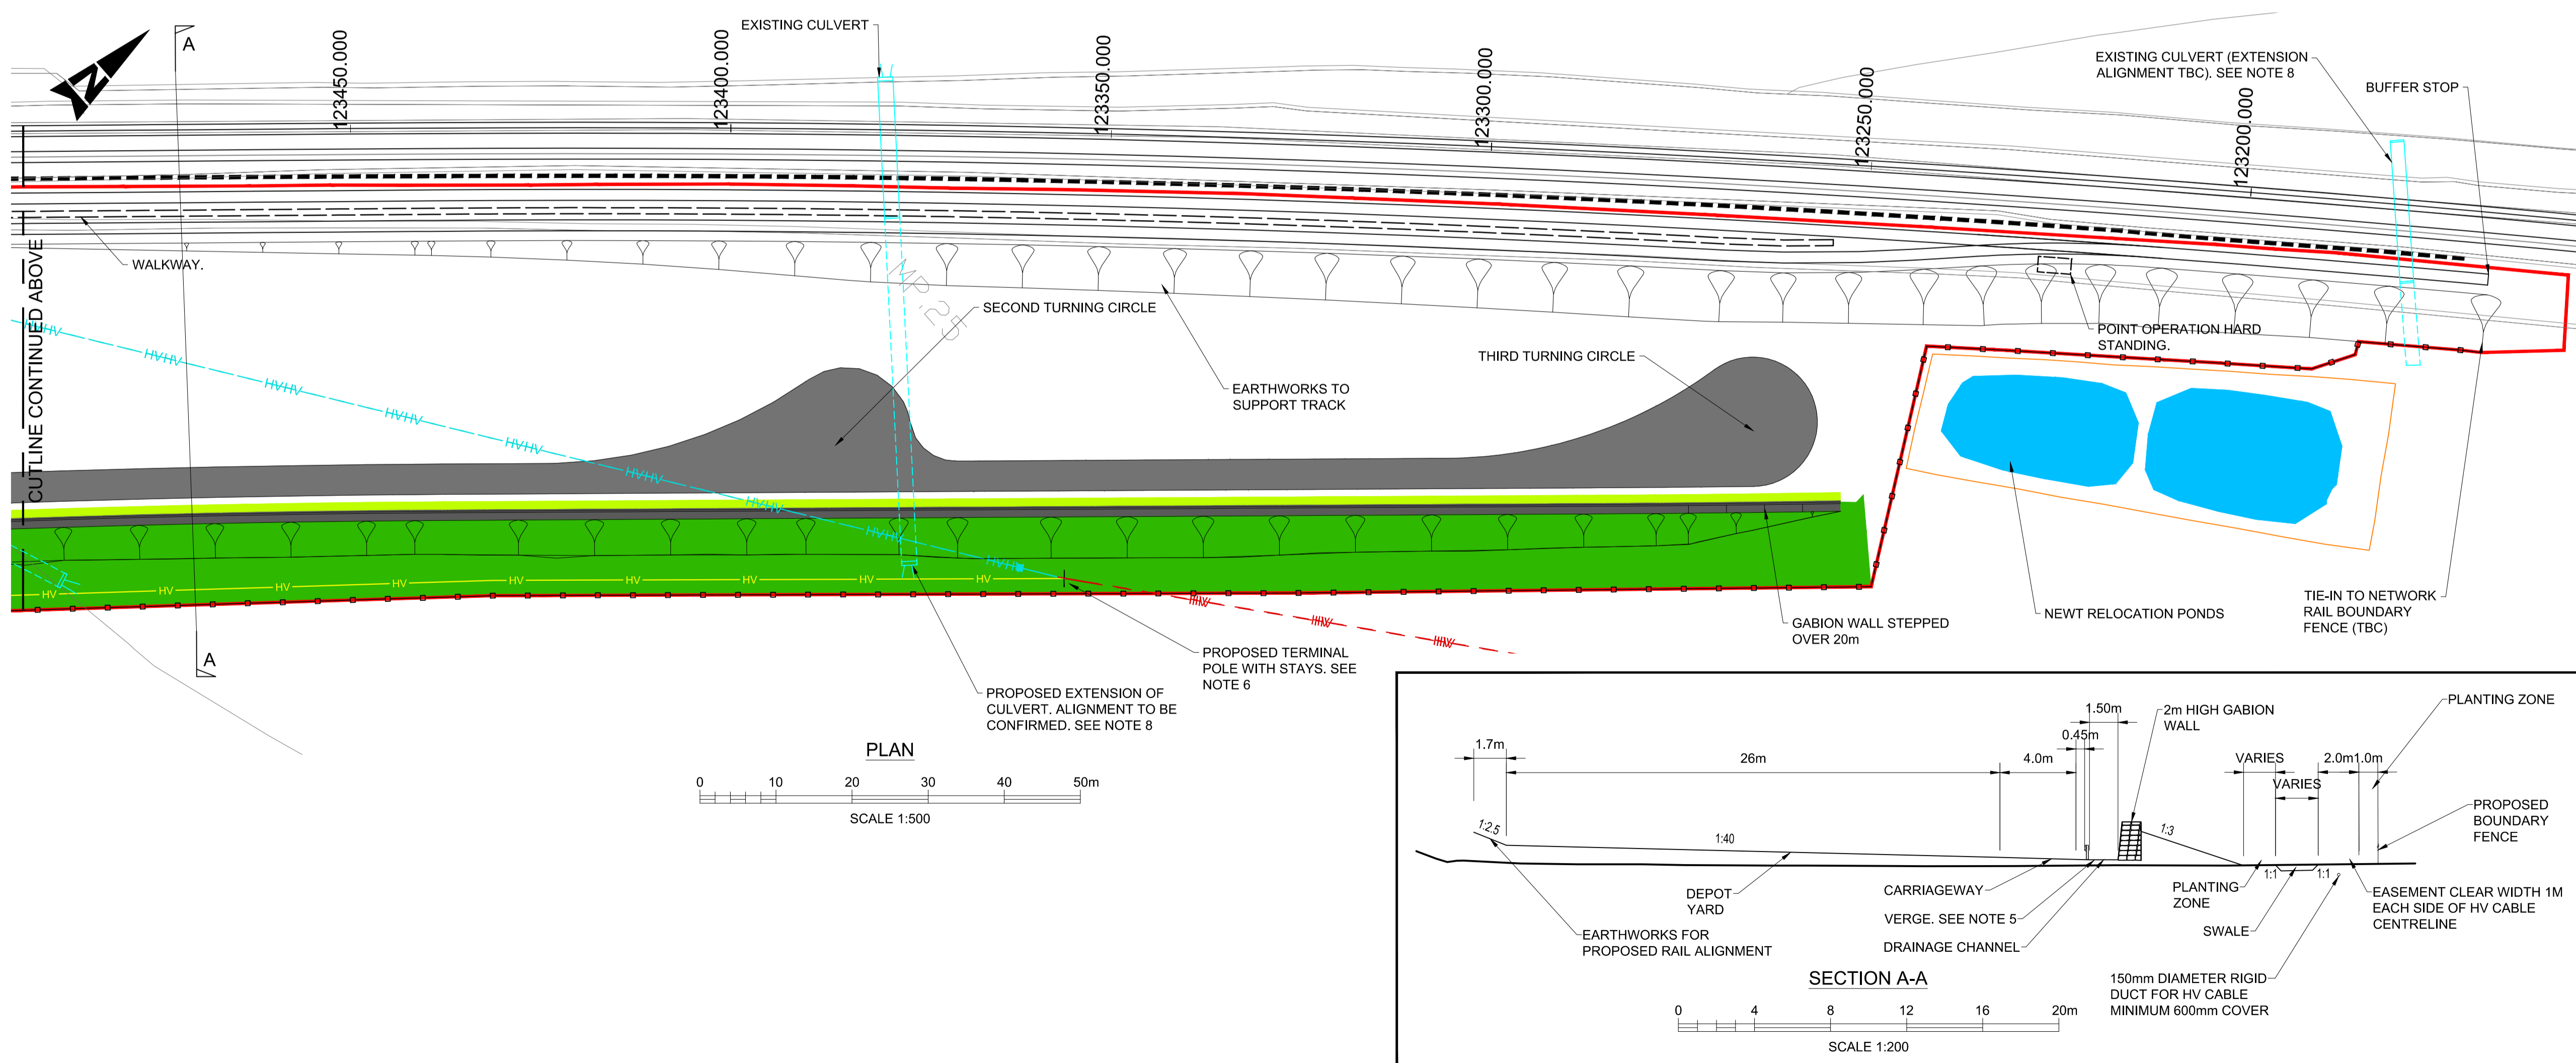 EXISTING CULVERT
A
N
123450.000
123400.000
123350.000
123300.000
123250.000
123200.000
EXISTING CULVERT (EXTENSION
ALIGNMENT TBC). SEE NOTE 8
BUFFER STOP
CUTLINE CONTINUED ABOVE
WALKWAY.
SECOND TURNING CIRCLE
EARTHWORKS TO
SUPPORT TRACK
THIRD TURNING CIRCLE
POINT OPERATION HARD
STANDING.
HV HV HV HV HV HV HV HV HV
GABION WALL STEPPED
OVER 20m
NEWT RELOCATION PONDS
TIE-IN TO NETWORK
RAIL BOUNDARY
FENCE (TBC)
A
PROPOSED TERMINAL
POLE WITH STAYS. SEE
NOTE 6
PROPOSED EXTENSION OF
CULVERT. ALIGNMENT TO BE
CONFIRMED. SEE NOTE 8
PLAN
0 10 20 30 40 50m
SCALE 1:500
1.7m
26m
4.0m
0.45m
1.50m
2m HIGH GABION
WALL
VARIES
VARIES
2.0m
1.0m
PLANTING ZONE
PROPOSED
BOUNDARY
FENCE
1:2.5
1:40
1:3
1:1
1:1
DEPOT
YARD
EARTHWORKS FOR
PROPOSED RAIL ALIGNMENT
CARRIAGEWAY
VERGE. SEE NOTE 5
DRAINAGE CHANNEL
PLANTING
ZONE
SWALE
EASEMENT CLEAR WIDTH 1M
EACH SIDE OF HV CABLE
CENTRELINE
150mm DIAMETER RIGID
DUCT FOR HV CABLE
MINIMUM 600mm COVER
SECTION A-A
0 4 8 12 16 20m
SCALE 1:200